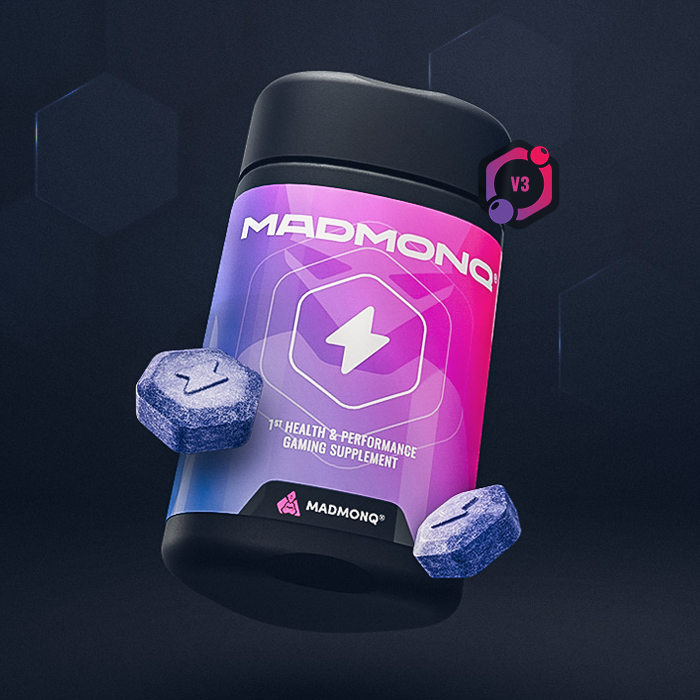 V3
MADMONQ®
1ST HEALTH & PERFORMANCE
GAMING SUPPLEMENT
MADMONQ®